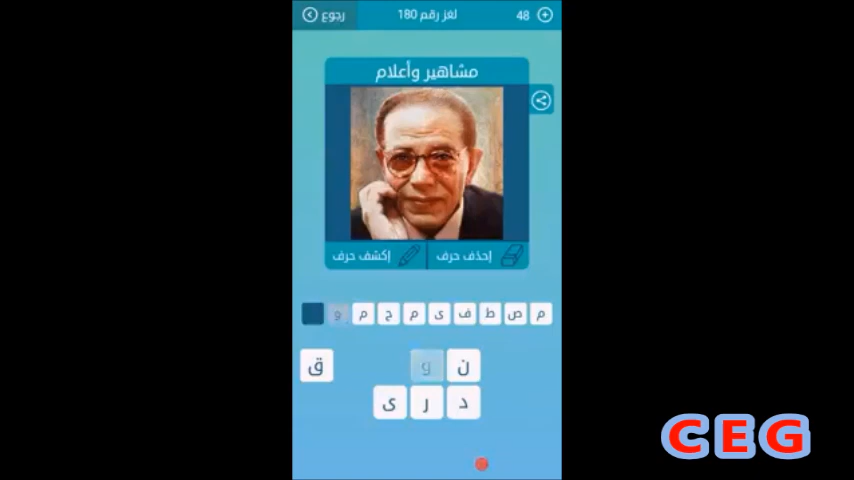 رجوع لغز رقم 180 48
مشاهير وأعلام
إحذف حرف إكشف حرف
م ص ط ف ى م ح م و
ن و ق
د ر ى
CEG